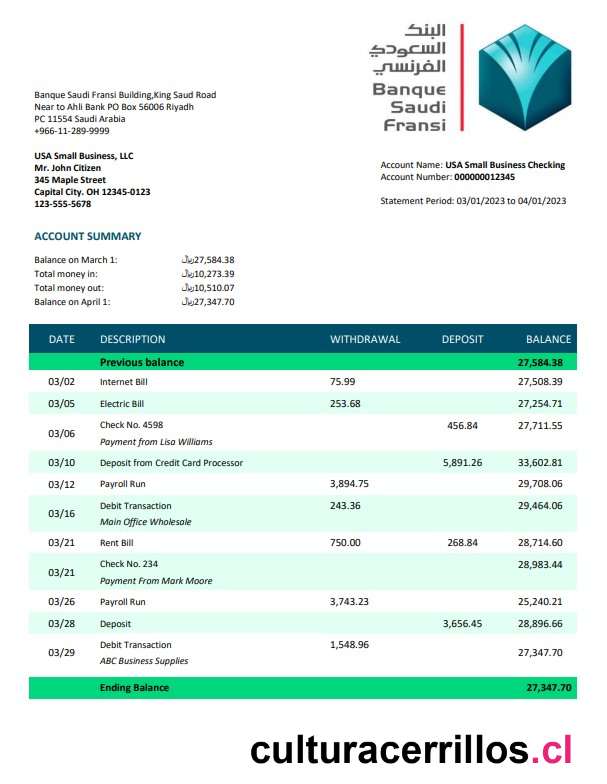 البنك
السعودي
الفرنسي
Banque
Saudi
Fransi
Banque Saudi Fransi Building,King Saud Road
Near to Ahli Bank PO Box 56006 Riyadh
PC 11554 Saudi Arabia
+966-11-289-9999
USA Small Business, LLC
Mr. John Citizen
345 Maple Street
Capital City. OH 12345-0123
123-555-5678
Account Name: USA Small Business Checking
Account Number: 000000012345
Statement Period: 03/01/2023 to 04/01/2023
ACCOUNT SUMMARY
Balance on March 1: ﷼27,584.38
Total money in: ﷼10,273.39
Total money out: ﷼10,510.07
Balance on April 1: ﷼27,347.70
DATE DESCRIPTION WITHDRAWAL DEPOSIT BALANCE
Previous balance 27,584.38
03/02 Internet Bill 75.99 27,508.39
03/05 Electric Bill 253.68 27,254.71
03/06 Check No. 4598 456.84 27,711.55
Payment from Lisa Williams
03/10 Deposit from Credit Card Processor 5,891.26 33,602.81
03/12 Payroll Run 3,894.75 29,708.06
03/16 Debit Transaction 243.36 29,464.06
Main Office Wholesale
03/21 Rent Bill 750.00 268.84 28,714.60
03/21 Check No. 234 28,983.44
Payment From Mark Moore
03/26 Payroll Run 3,743.23 25,240.21
03/28 Deposit 3,656.45 28,896.66
03/29 Debit Transaction 1,548.96 27,347.70
ABC Business Supplies
Ending Balance 27,347.70
culturacerrillos.cl